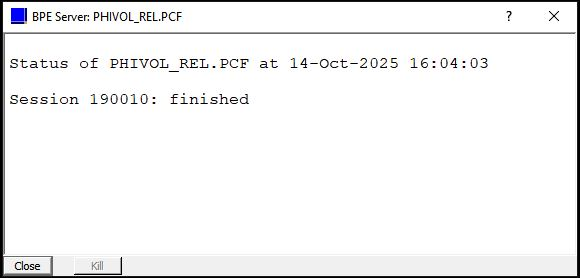 BPE Server: PHIVOL_REL.PCF ? ×
Status of PHIVOL_REL.PCF at 14-Oct-2025 16:04:03
Session 190010: finished
Close Kill